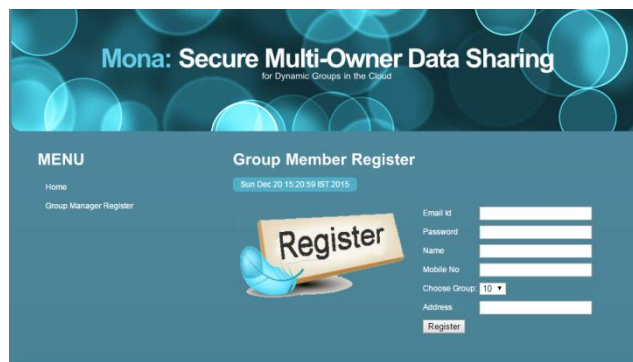 Mona: Secure Multi-Owner Data Sharing
for Dynamic Groups in the Cloud
MENU
Home
Group Manager Register
Group Member Register
Sun Dec 20 15:20:59 IST 2015
Register
Email Id
Password
Name
Mobile No
Choose Group: 10
Address
Register